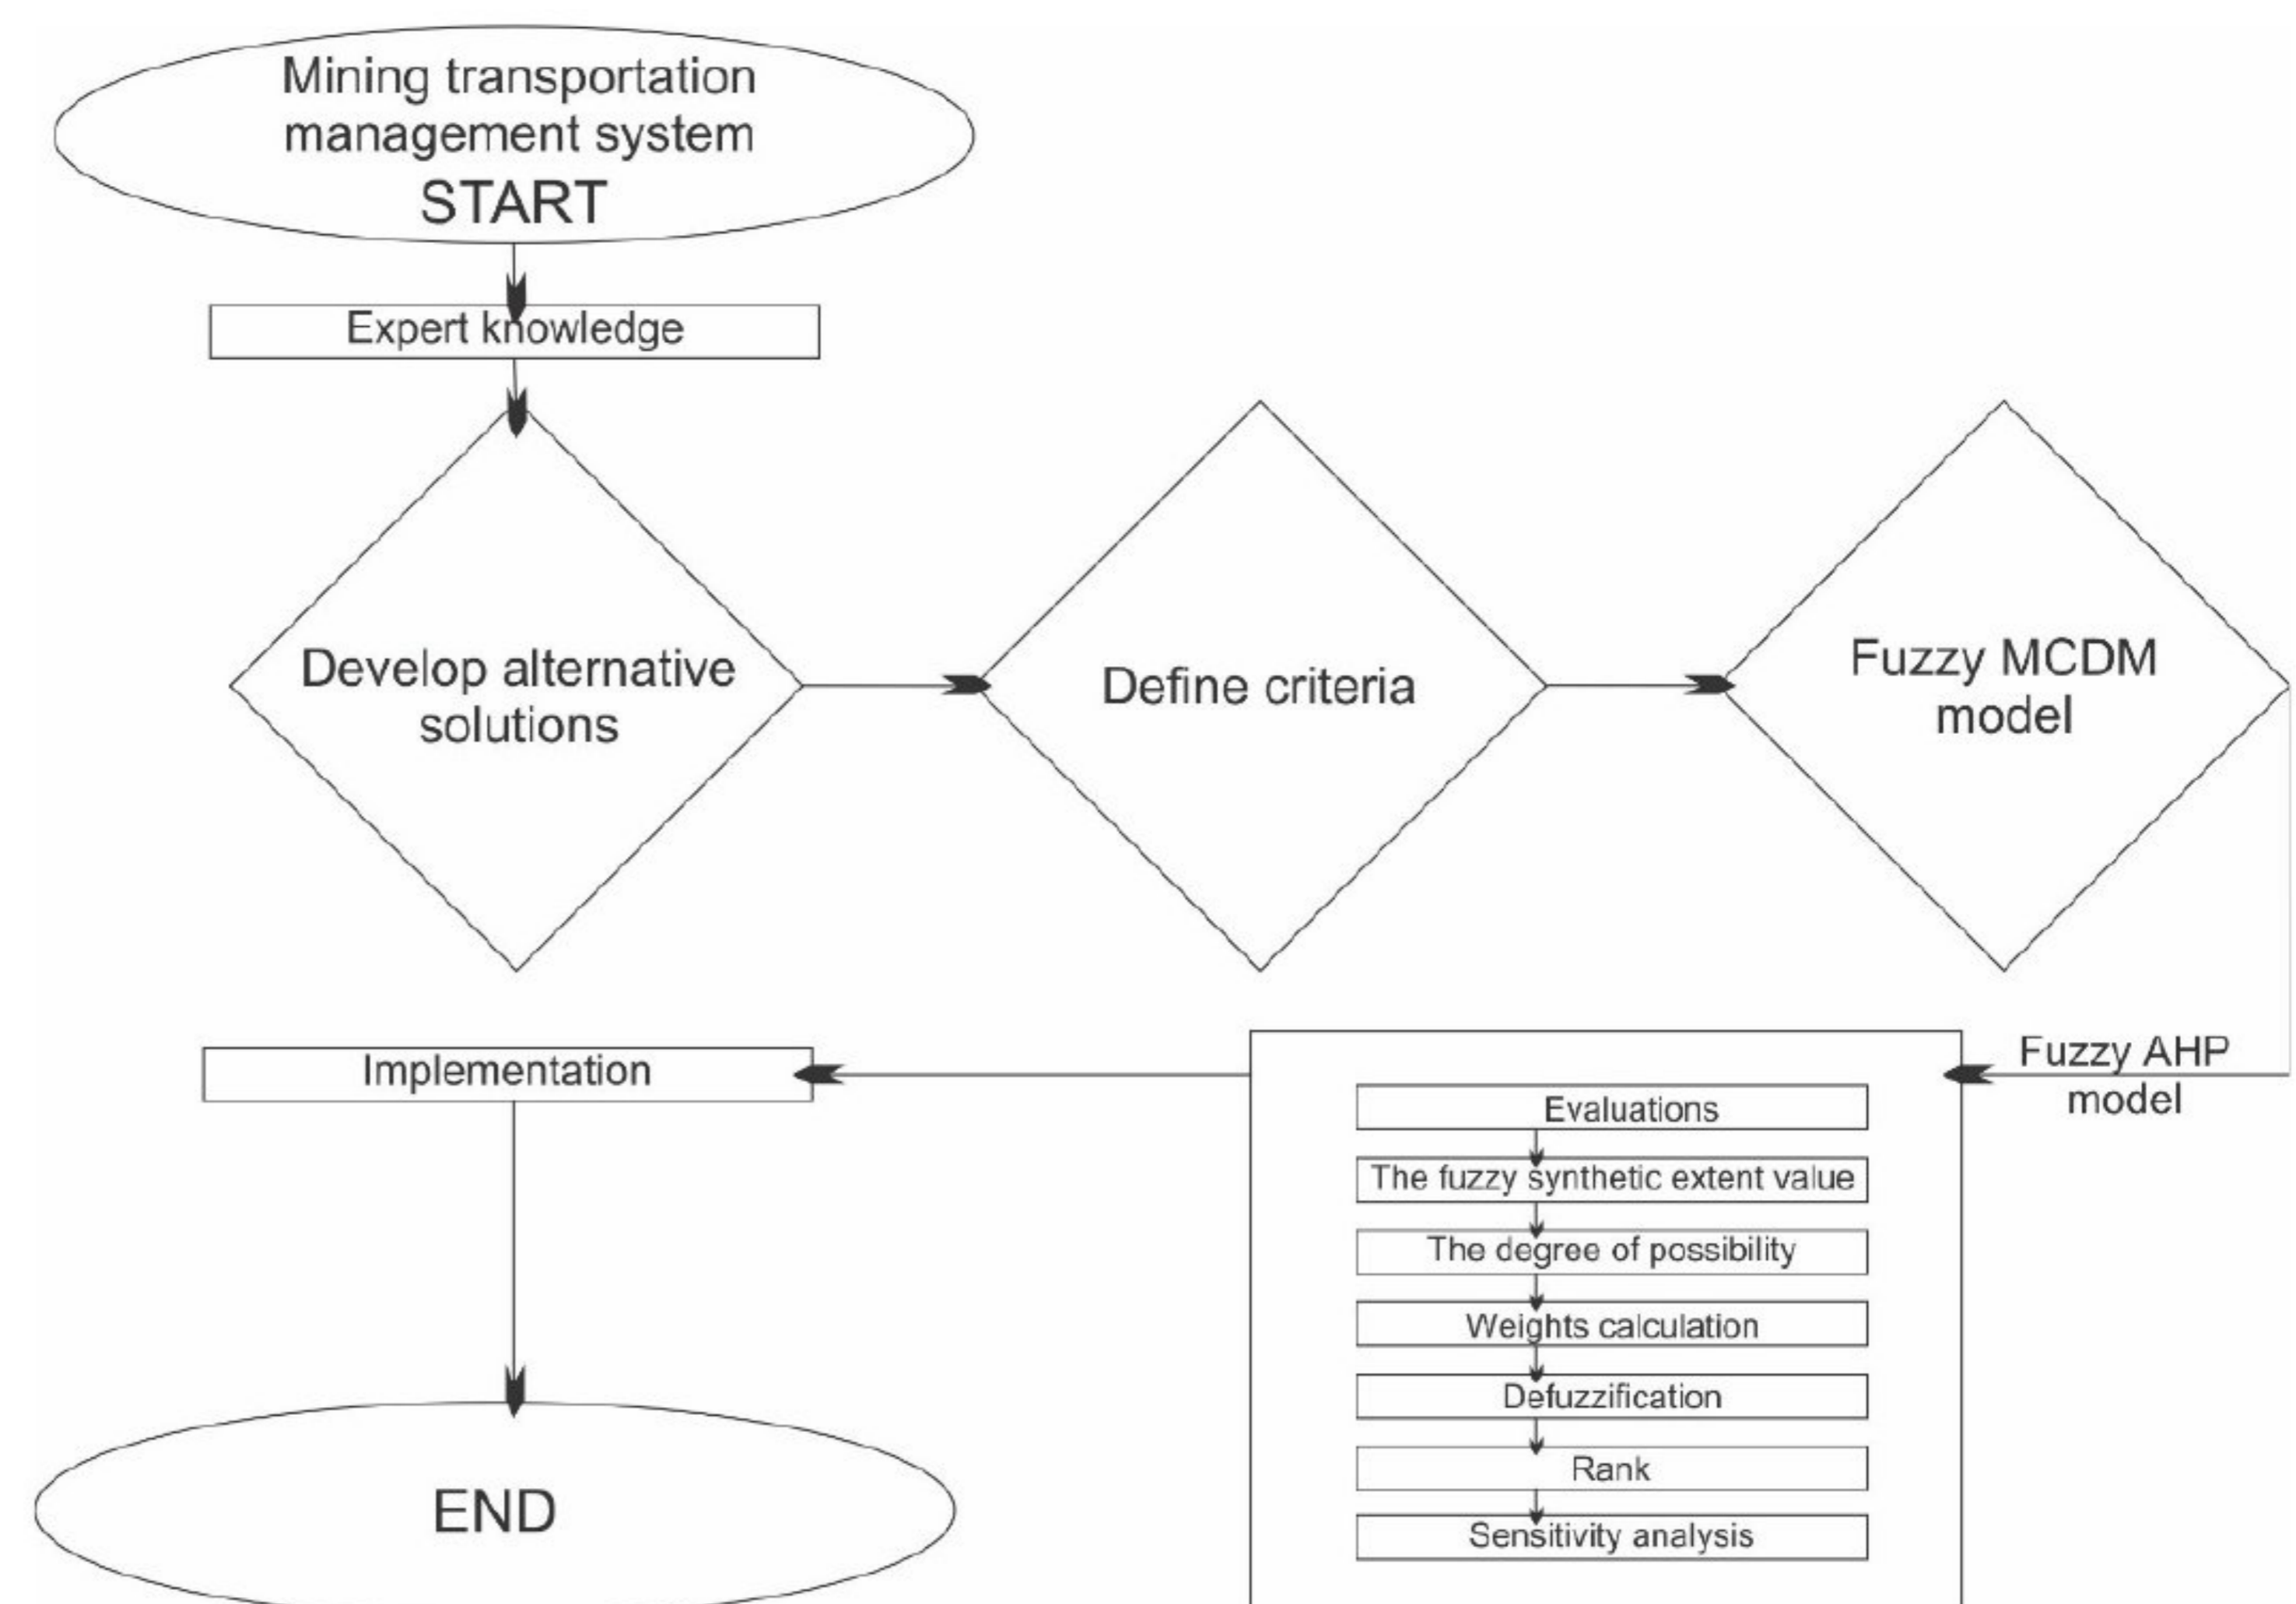 Mining transportation
management system
START
Expert knowledge
Develop alternative
solutions
Define criteria
Fuzzy MCDM
model
Fuzzy AHP
model
Evaluations
The fuzzy synthetic extent value
The degree of possibility
Weights calculation
Defuzzification
Rank
Sensitivity analysis
Implementation
END